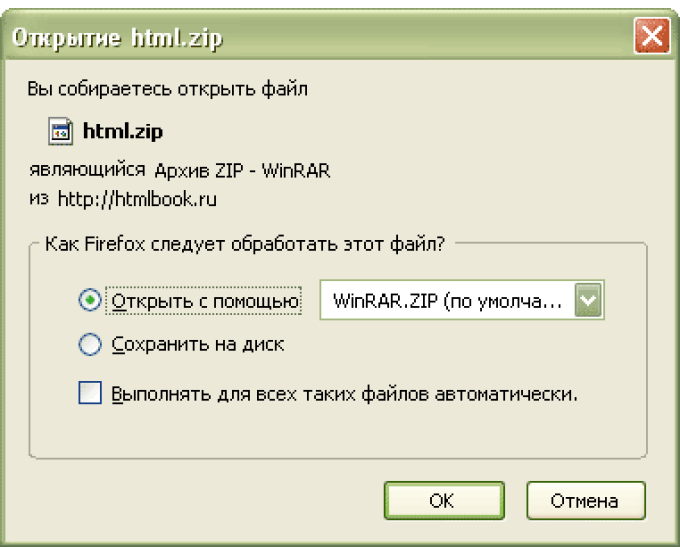 Открытие html.zip
Вы собираетесь открыть файл
html.zip
являющийся Архив ZIP - WinRAR
из http://htmlbook.ru
Как Firefox следует обработать этот файл?
Открыть с помощью WinRAR.ZIP (по умолча...
Сохранить на диск
Выполнять для всех таких файлов автоматически.
OK Отмена